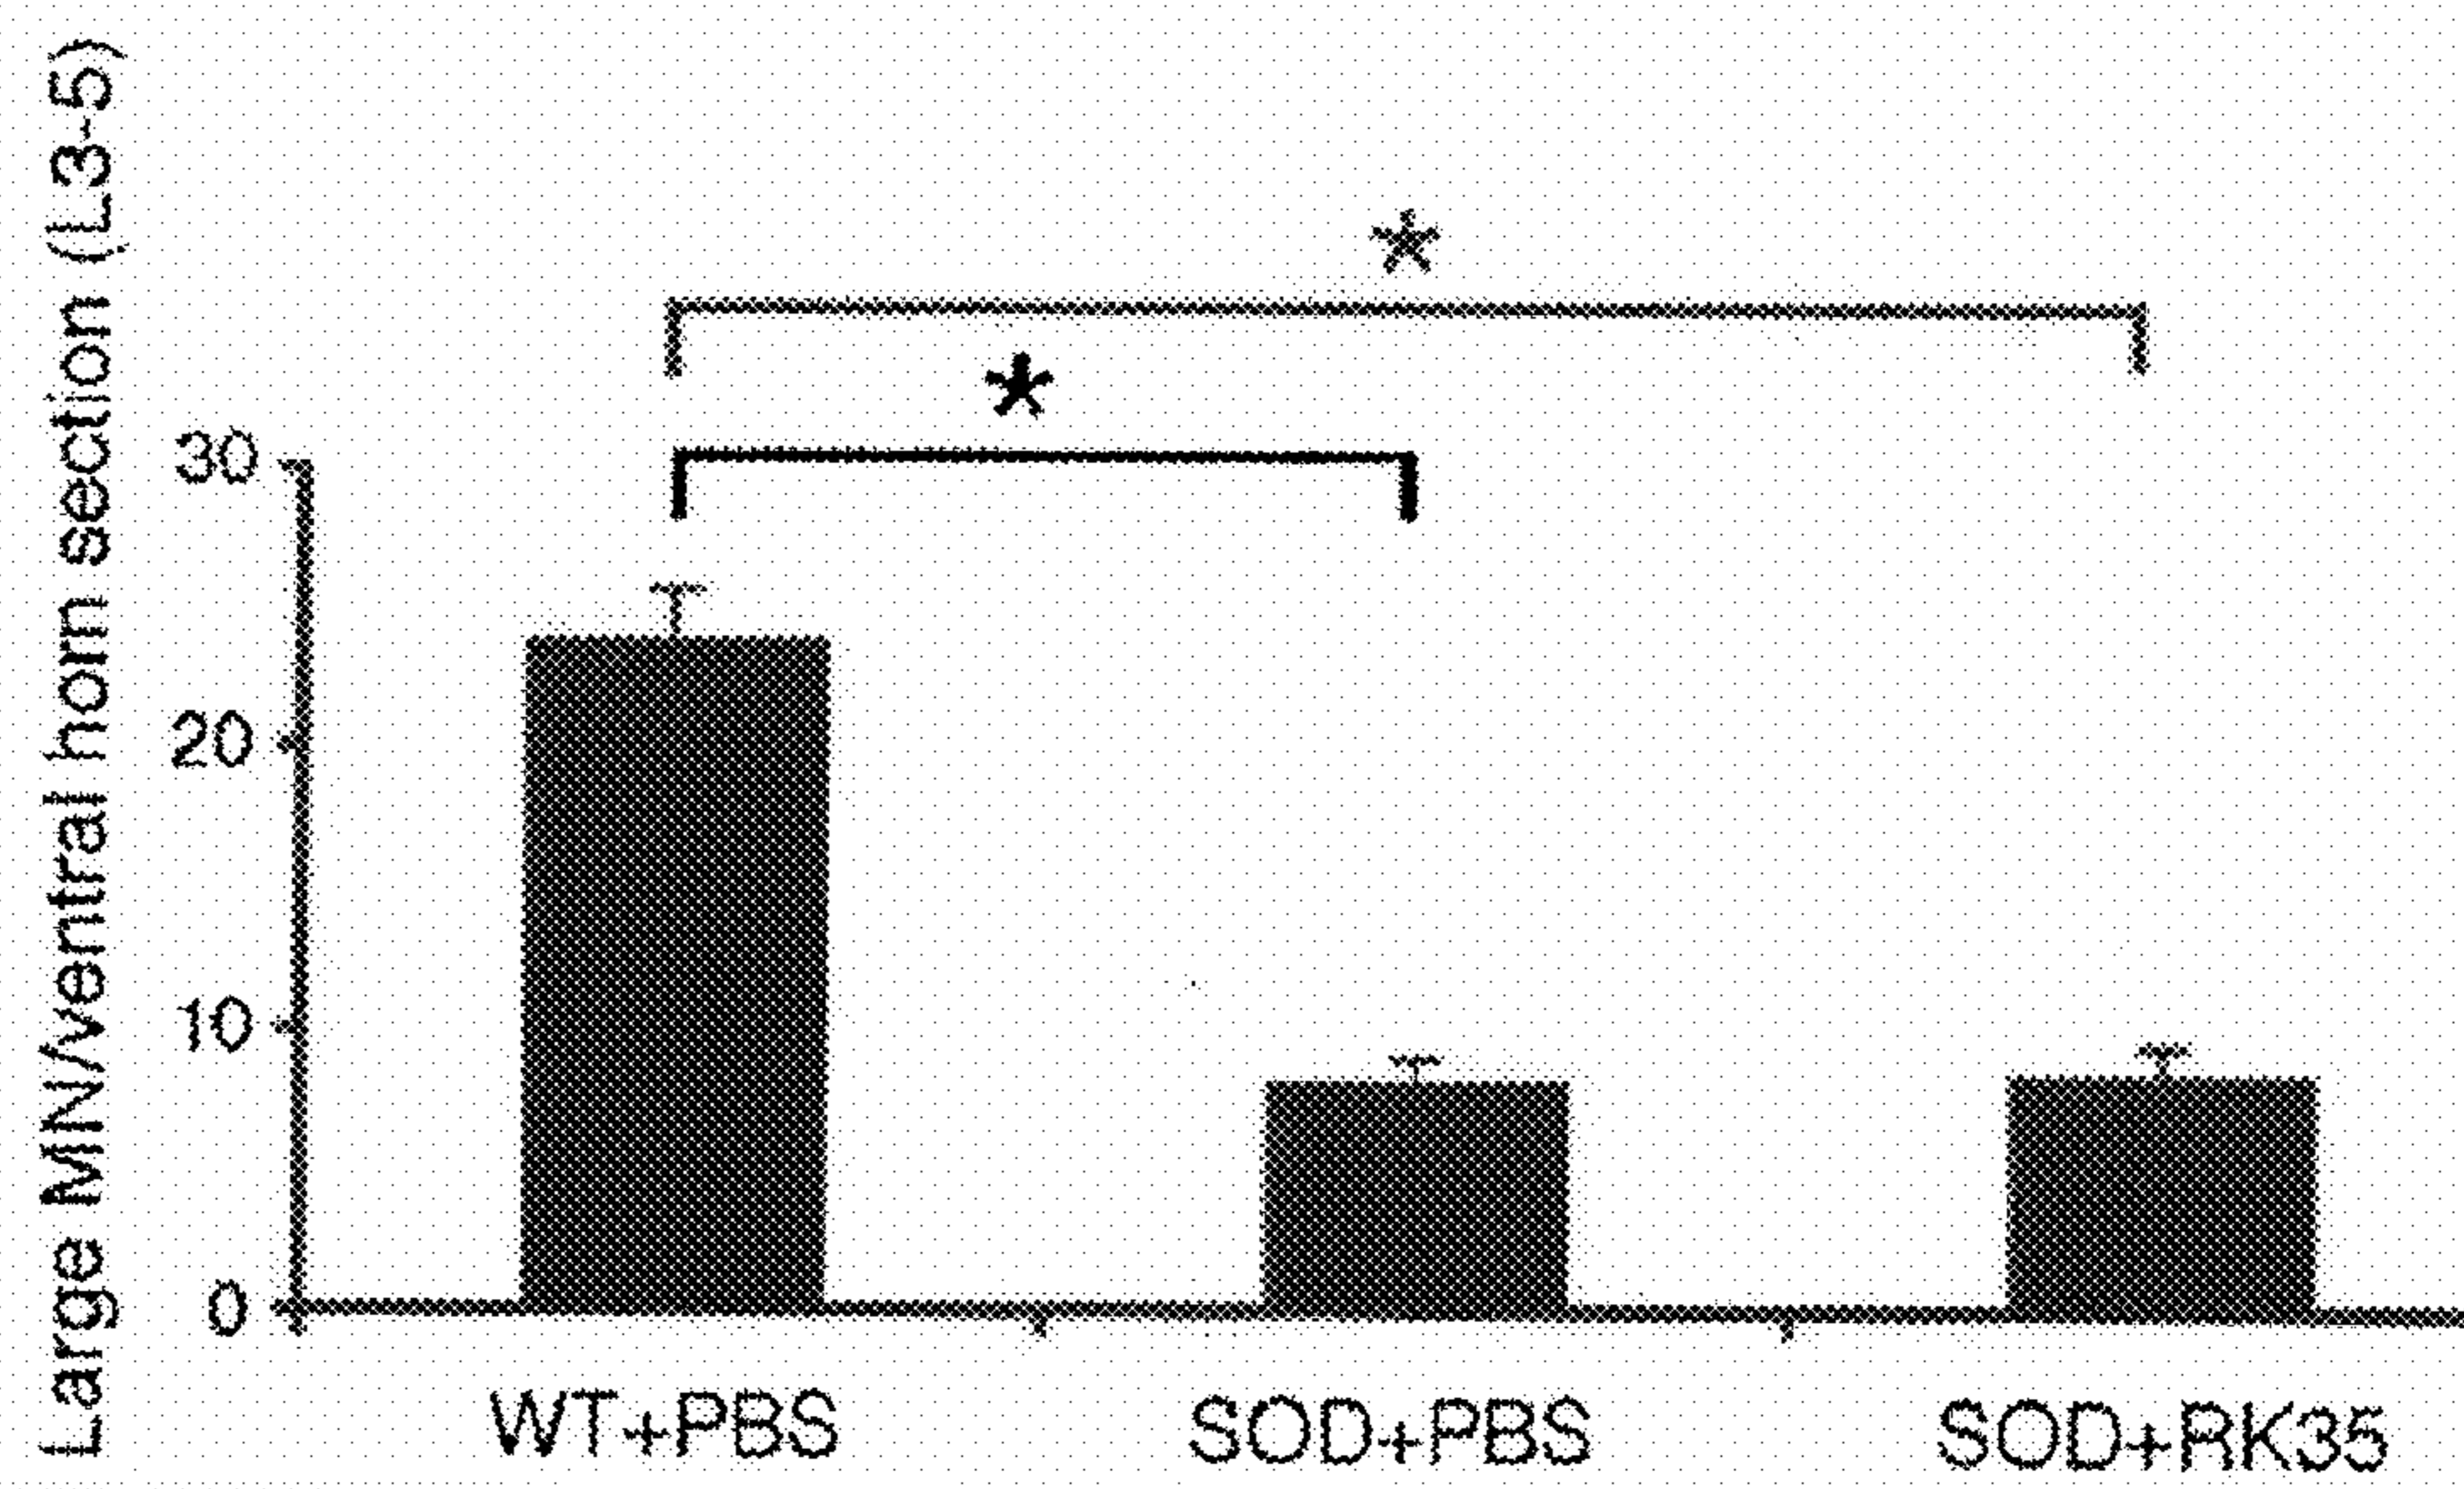 Large MN/ventral horn section (L3-5)
*
*
30
20
10
0
WT+PBS
SOD+PBS
SOD+RK35